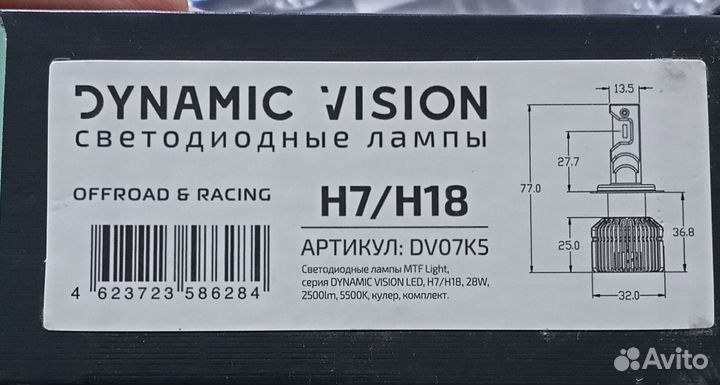 DYNAMIC VISION
светодиодные лампы
OFFROAD & RACING
H7/H18
АРТИКУЛ: DV07K5
Светодиодные лампы MTF Light,
серия DYNAMIC VISION LED, H7/H18, 28W,
2500lm, 5500K, кулер, комплект.
4 623723 586284
13.5
27.7
77.0
36.8
25.0
32.0
Avito